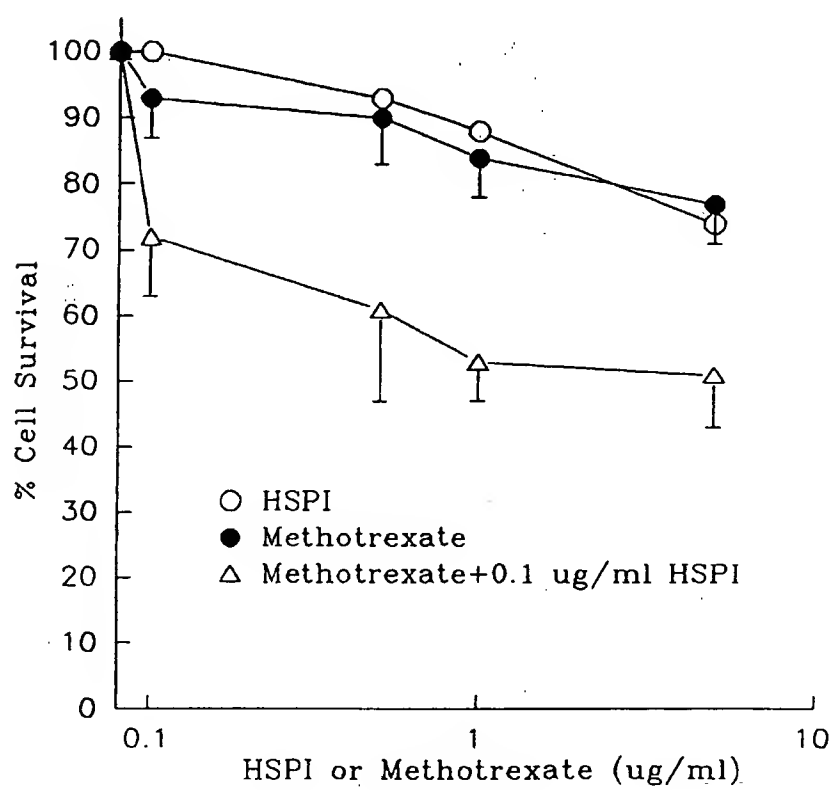 100
90
80
70
60
50
40
30
20
10
0
% Cell Survival
HSPI
Methotrexate
Methotrexate+0.1 ug/ml HSPI
0.1
1
10
HSPI or Methotrexate (ug/ml)